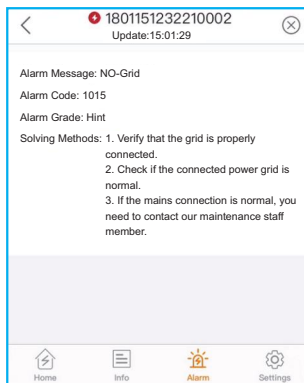 1801151232210002
Update:15:01:29
Alarm Message: NO-Grid
Alarm Code: 1015
Alarm Grade: Hint
Solving Methods: 1. Verify that the grid is properly
connected.
2. Check if the connected power grid is
normal.
3. If the mains connection is normal, you
need to contact our maintenance staff
member.
Home Info Alarm Settings